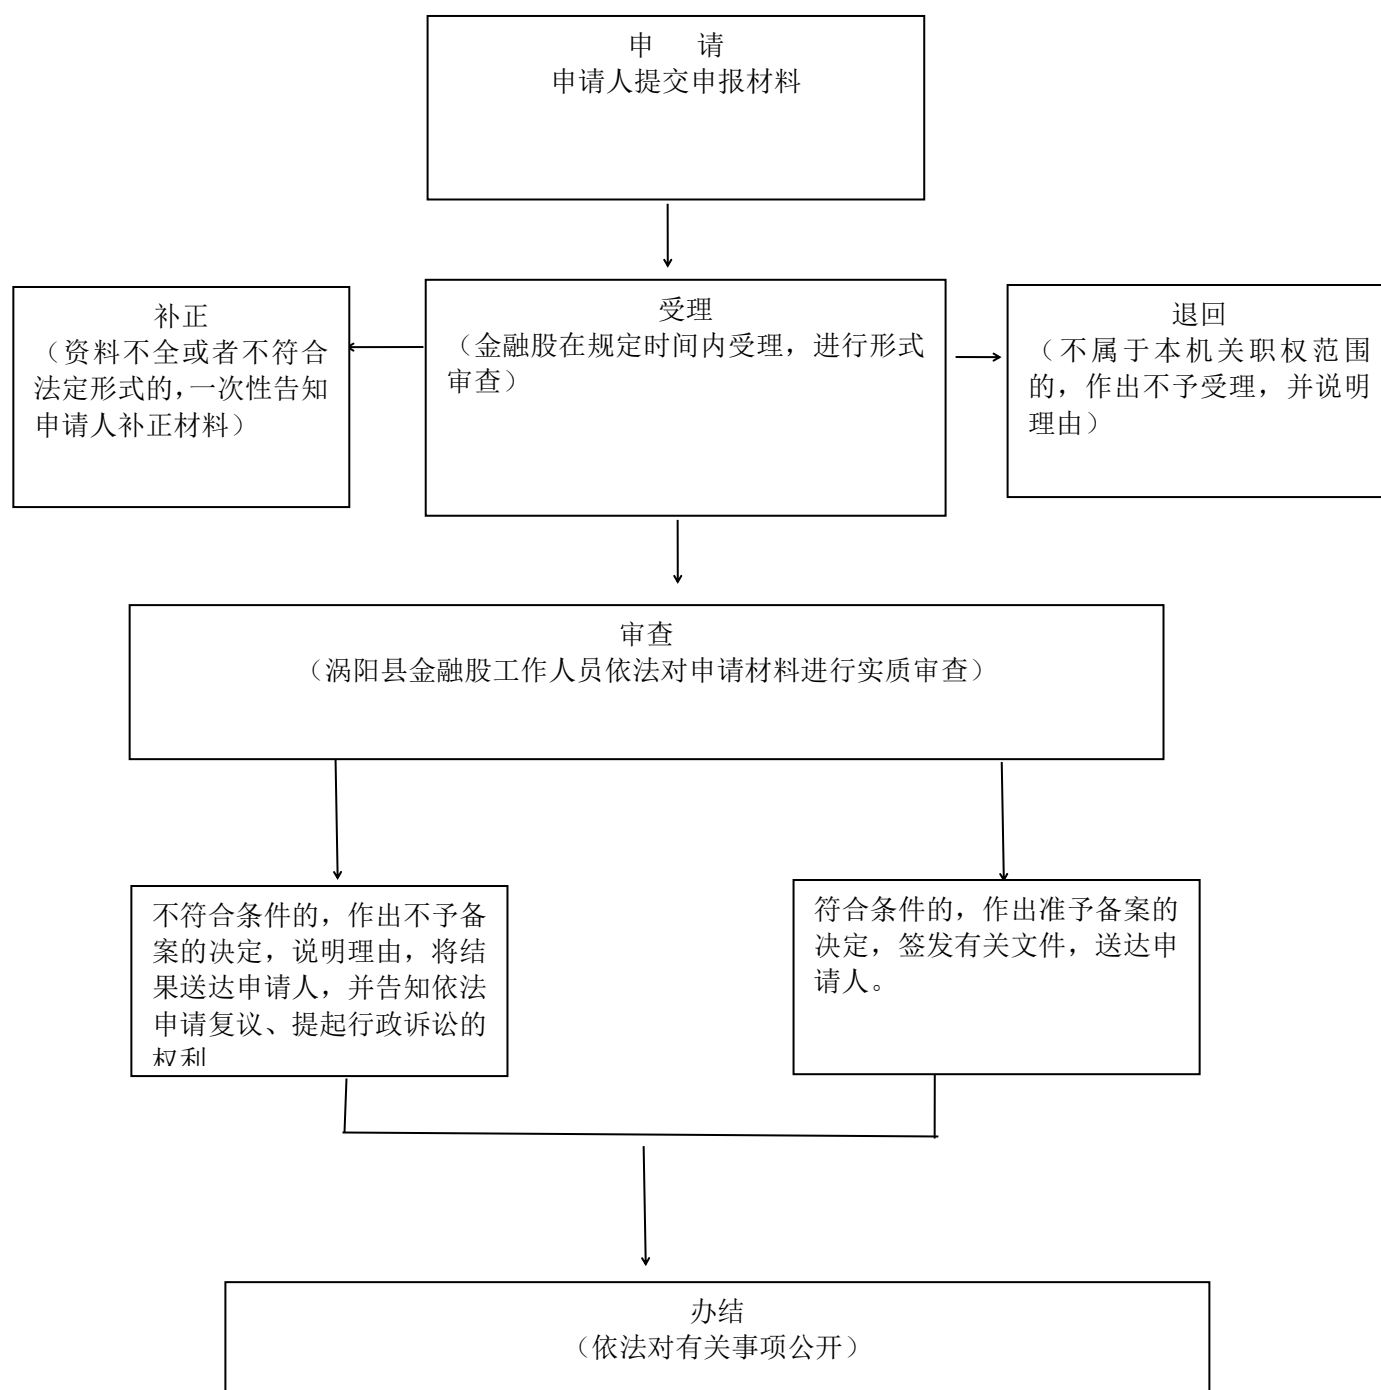 申 请
申请人提交申报材料
补正
（资料不全或者不符合
法定形式的，一次性告知
申请人补正材料）
受理
（金融股在规定时间内受理，进行形式
审查）
退回
（不属于本机关职权范围
的，作出不予受理，并说明
理由）
审查
（涡阳县金融股工作人员依法对申请材料进行实质审查）
不符合条件的，作出不予备
案的决定，说明理由，将结
果送达申请人，并告知依法
申请复议、提起行政诉讼的
权利
符合条件的，作出准予备案的
决定，签发有关文件，送达申
请人。
办结
（依法对有关事项公开）